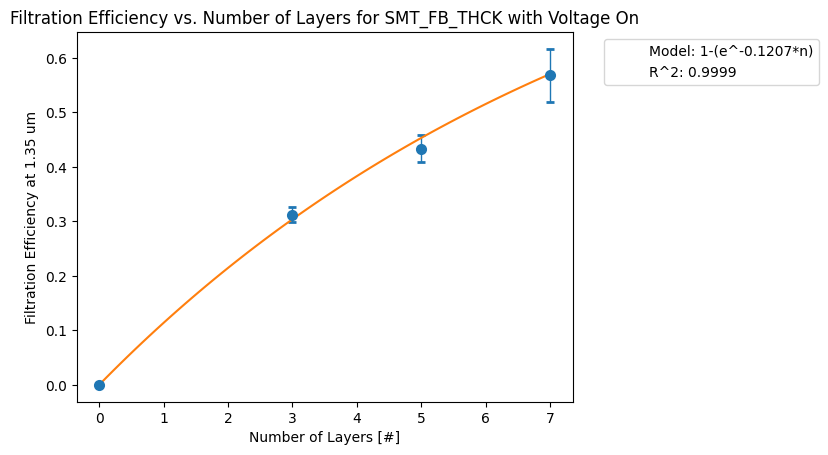 Filtration Efficiency vs. Number of Layers for SMT_FB_THCK with Voltage On
Model: 1-(e^-0.1207*n)
R^2: 0.9999
Filtration Efficiency at 1.35 um
0.6
0.5
0.4
0.3
0.2
0.1
0.0
0 1 2 3 4 5 6 7
Number of Layers [#]